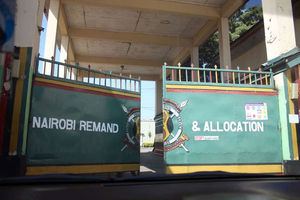 NAIROBI REMAND & ALLOCATION